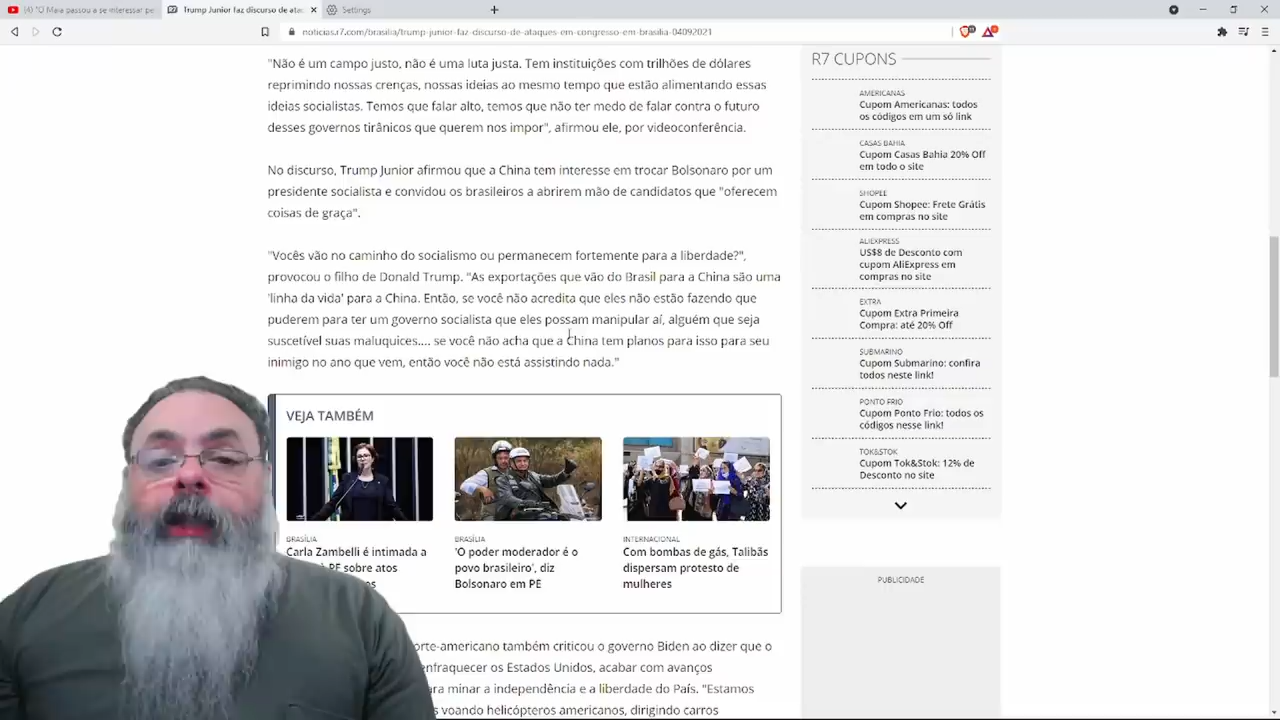 (4) "O Maia passou a se interessar pe
Trump Junior faz discurso de atac
Settings
noticias.r7.com/brasilia/trump-junior-faz-discurso-de-ataques-em-congresso-em-brasilia-04092021
"Não é um campo justo, não é uma luta justa. Tem instituições com trilhões de dólares
reprimindo nossas crenças, nossas ideias ao mesmo tempo que estão alimentando essas
ideias socialistas. Temos que falar alto, temos que não ter medo de falar contra o futuro
desses governos tirânicos que querem nos impor", afirmou ele, por videoconferência.
No discurso, Trump Junior afirmou que a China tem interesse em trocar Bolsonaro por um
presidente socialista e convidou os brasileiros a abrirem mão de candidatos que "oferecem
coisas de graça".
"Vocês vão no caminho do socialismo ou permanecem fortemente para a liberdade?",
provocou o filho de Donald Trump. "As exportações que vão do Brasil para a China são uma
'linha da vida' para a China. Então, se você não acredita que eles não estão fazendo que
puderem para ter um governo socialista que eles possam manipular aí, alguém que seja
suscetível suas maluquices.... se você não acha que a China tem planos para isso para seu
inimigo no ano que vem, então você não está assistindo nada."
VEJA TAMBÉM
BRASÍLIA
Carla Zambelli é intimada a
à PF sobre atos
BRASÍLIA
'O poder moderador é o
povo brasileiro', diz
Bolsonaro em PE
INTERNACIONAL
Com bombas de gás, Talibãs
dispersam protesto de
mulheres
orte-americano também criticou o governo Biden ao dizer que o
enfraquecer os Estados Unidos, acabar com avanços
ra minar a independência e a liberdade do País. "Estamos
s voando helicópteros americanos, dirigindo carros
R7 CUPONS
AMERICANAS
Cupom Americanas: todos
os códigos em um só link
CASAS BAHIA
Cupom Casas Bahia 20% Off
em todo o site
SHOPEE
Cupom Shopee: Frete Grátis
em compras no site
ALIEXPRESS
US$8 de Desconto com
cupom AliExpress em
compras no site
EXTRA
Cupom Extra Primeira
Compra: até 20% Off
SUBMARINO
Cupom Submarino: confira
todos neste link!
PONTO FRIO
Cupom Ponto Frio: todos os
códigos nesse link!
TOK&STOK
Cupom Tok&Stok: 12% de
Desconto no site
PUBLICIDADE